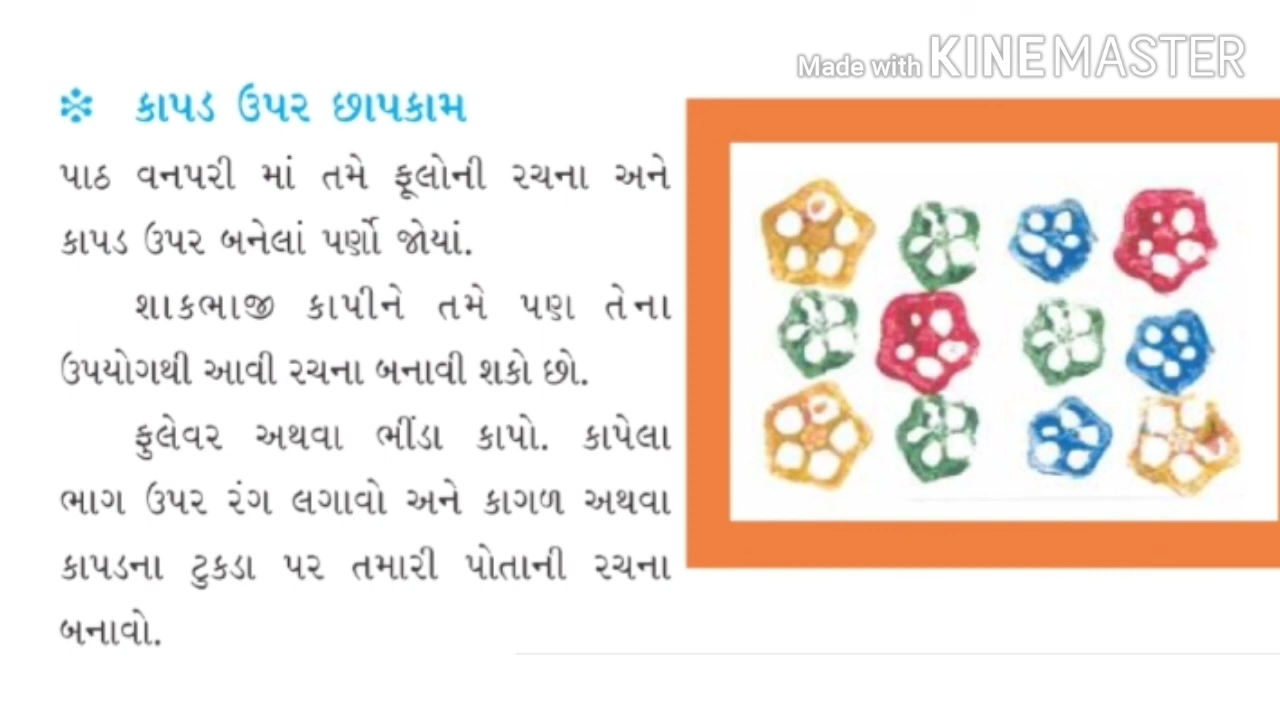 Made with KINEMASTER
❇ કાપડ ઉપર છાપકામ
પાઠ વનપરી માં તમે ફૂલોની રચના અને
કાપડ ઉપર બનેલાં પર્ણો જોયાં.
શાકભાજી કાપીને તમે પણ તેના
ઉપયોગથી આવી રચના બનાવી શકો છો.
ફુલેવર અથવા ભીંડા કાપો. કાપેલા
ભાગ ઉપર રંગ લગાવો અને કાગળ અથવા
કાપડના ટુકડા પર તમારી પોતાની રચના
બનાવો.